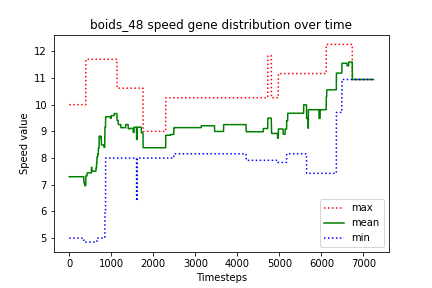 boids_48 speed gene distribution over time
Speed value
12
11
10
9
8
7
6
5
0
1000
2000
3000
4000
5000
6000
7000
Timesteps
max
mean
min